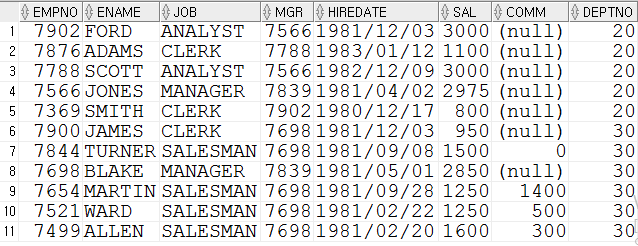 EMPNO ENAME JOB MGR HIREDATE SAL COMM DEPTNO
1 7902 FORD ANALYST 7566 1981/12/03 3000 (null) 20
2 7876 ADAMS CLERK 7788 1983/01/12 1100 (null) 20
3 7788 SCOTT ANALYST 7566 1982/12/09 3000 (null) 20
4 7566 JONES MANAGER 7839 1981/04/02 2975 (null) 20
5 7369 SMITH CLERK 7902 1980/12/17 800 (null) 20
6 7900 JAMES CLERK 7698 1981/12/03 950 (null) 30
7 7844 TURNER SALESMAN 7698 1981/09/08 1500 0 30
8 7698 BLAKE MANAGER 7839 1981/05/01 2850 (null) 30
9 7654 MARTIN SALESMAN 7698 1981/09/28 1250 1400 30
10 7521 WARD SALESMAN 7698 1981/02/22 1250 500 30
11 7499 ALLEN SALESMAN 7698 1981/02/20 1600 300 30